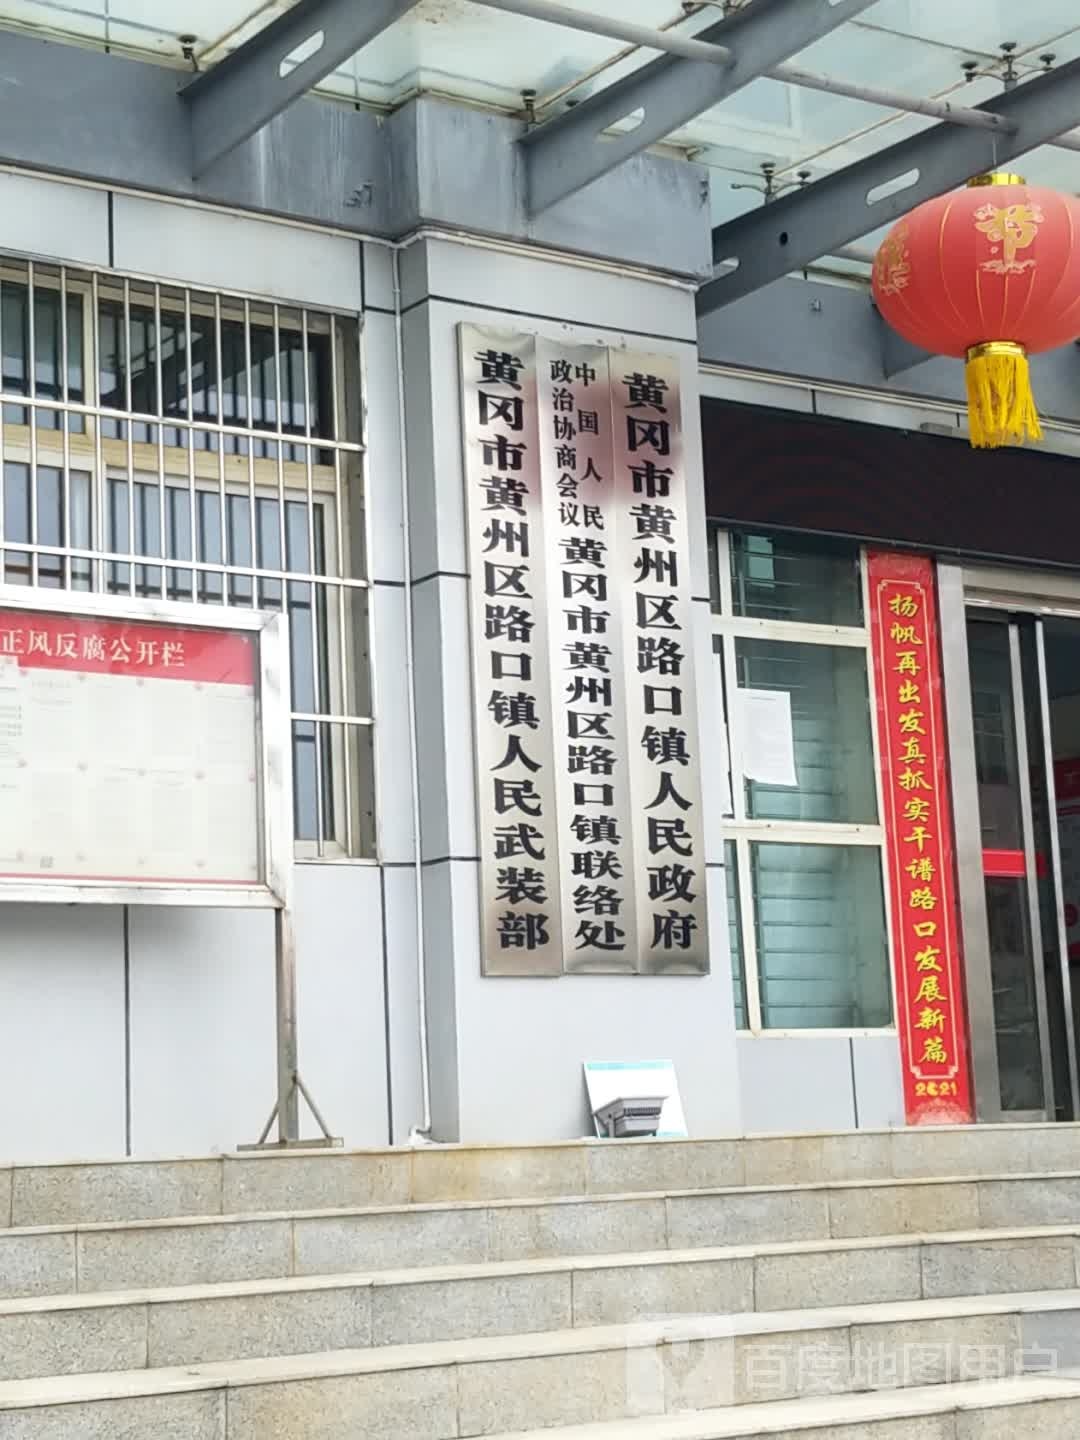 黄冈市黄州区路口镇人民政府
中国人民
政治协商会议
黄冈市黄州区路口镇联络处
黄冈市黄州区路口镇人民武装部
正风反腐公开栏
扬帆再出发真抓实干谱路口发展新篇
2021
节
百度地图用户